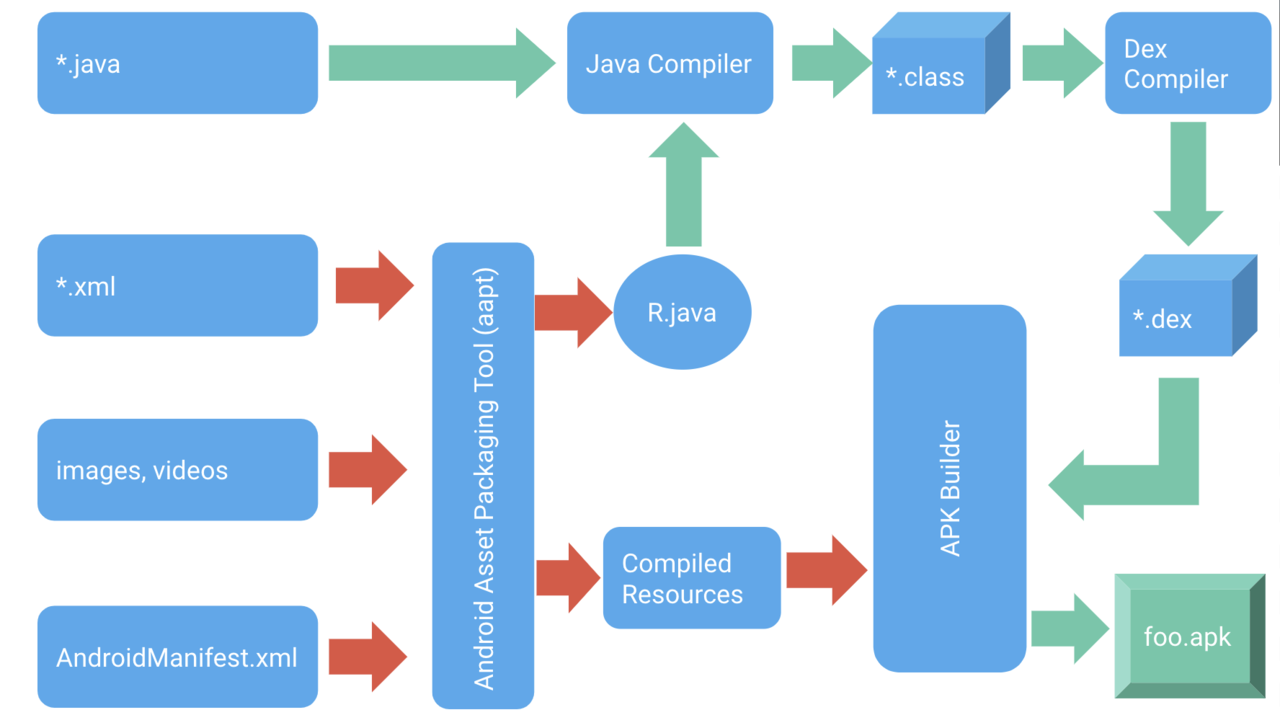 *.java
Java Compiler
*.class
Dex
Compiler
*.xml
Android Asset Packaging Tool (aapt)
R.java
*.dex
images, videos
APK Builder
Compiled
Resources
AndroidManifest.xml
foo.apk